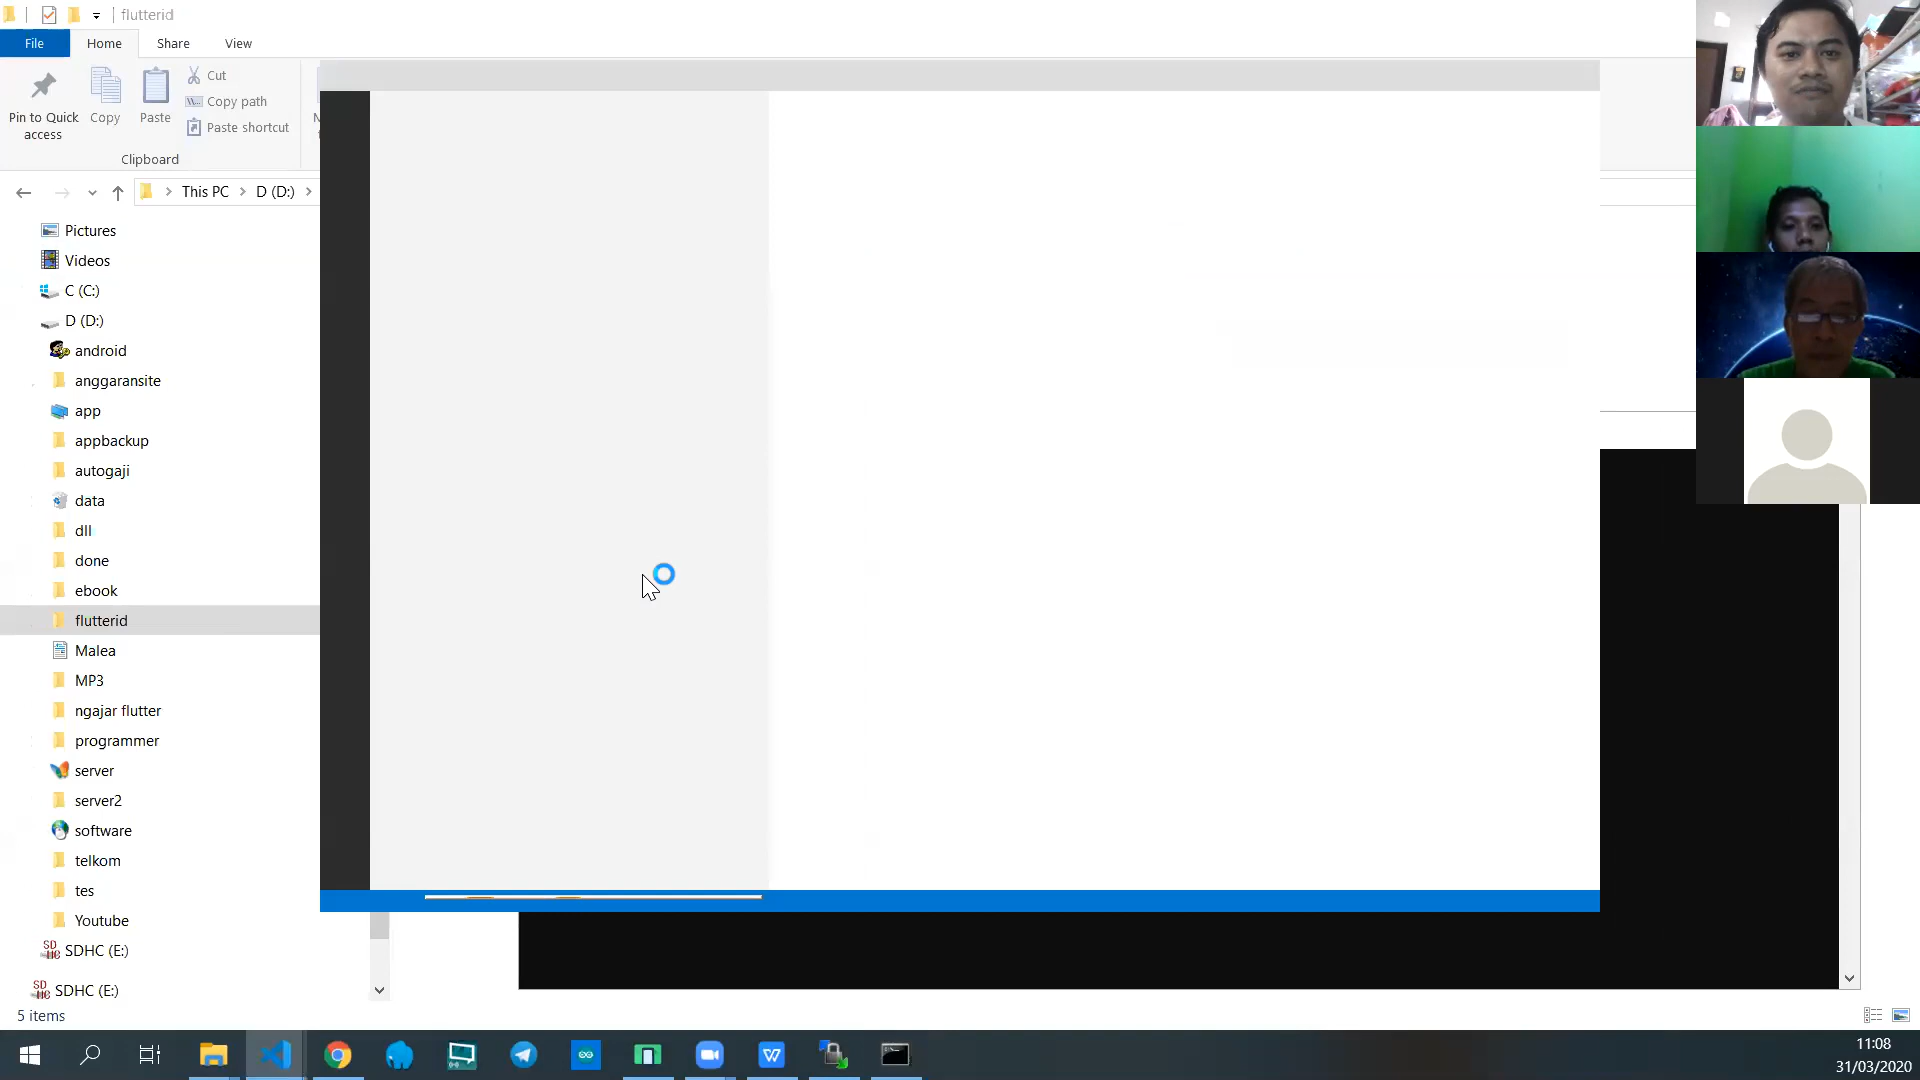 flutterid
File Home Share View
Cut
Copy path
Paste shortcut
Pin to Quick access
Copy
Paste
Clipboard
This PC D (D:)
Pictures
Videos
C (C:)
D (D:)
android
anggaransite
app
appbackup
autogaji
data
dll
done
ebook
flutterid
Malea
MP3
ngajar flutter
programmer
server
server2
software
telkom
tes
Youtube
SDHC (E:)
SDHC (E:)
5 items
11:08
31/03/2020